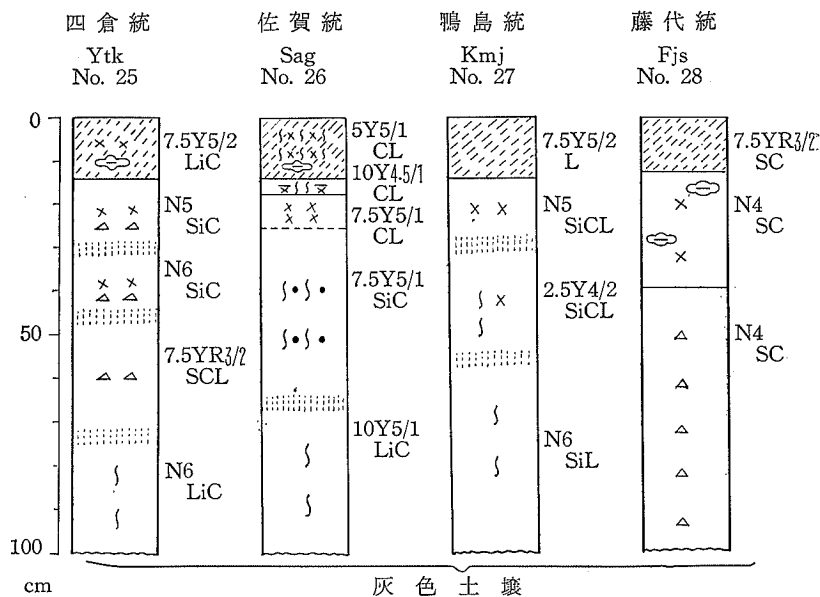 四倉統 佐賀統 鴨島統 藤代統
Ytk Sag Kmj Fjs
No. 25 No. 26 No. 27 No. 28
0
50
100
cm
7.5Y5/2
LiC
N5
SiC
N6
SiC
7.5YR3/2
SCL
N6
LiC
5Y5/1
CL
10Y4.5/1
CL
7.5Y5/1
CL
7.5Y5/1
SiC
10Y5/1
LiC
7.5Y5/2
L
N5
SiCL
2.5Y4/2
SiCL
N6
SiL
7.5YR3/2
SC
N4
SC
N4
SC
灰色土壌